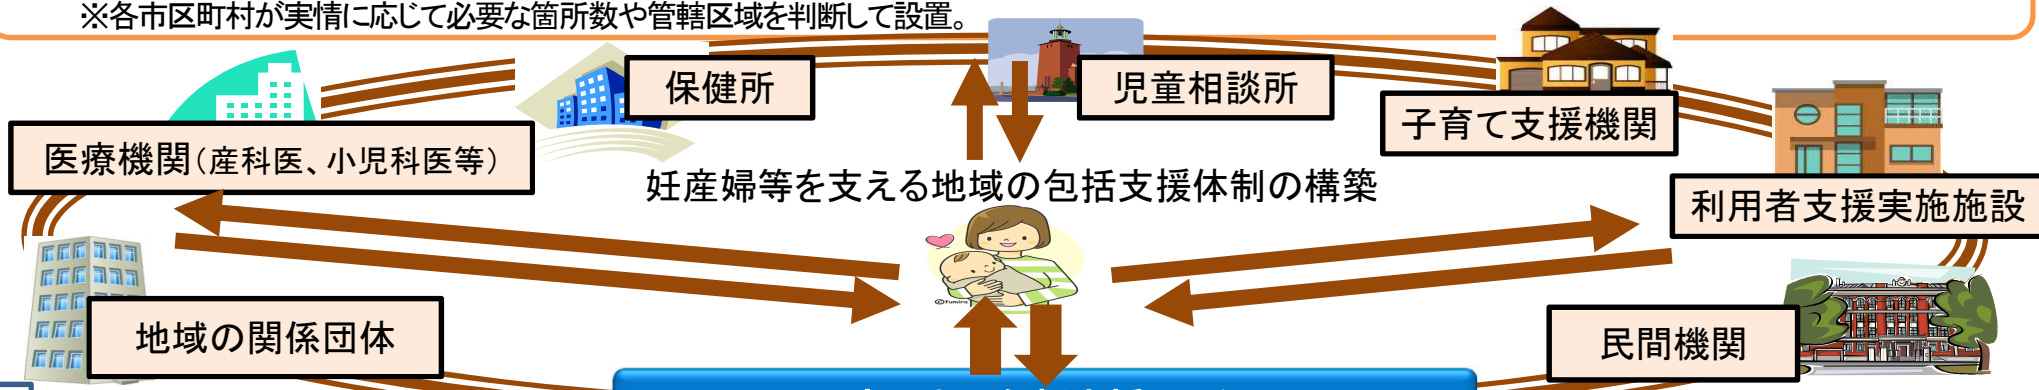 ※各市区町村が実情に応じて必要な箇所数や管轄区域を判断して設置。
保健所
児童相談所
子育て支援機関
医療機関(産科医、小児科医等)
妊産婦等を支える地域の包括支援体制の構築
利用者支援実施施設
©fumira
地域の関係団体
民間機関